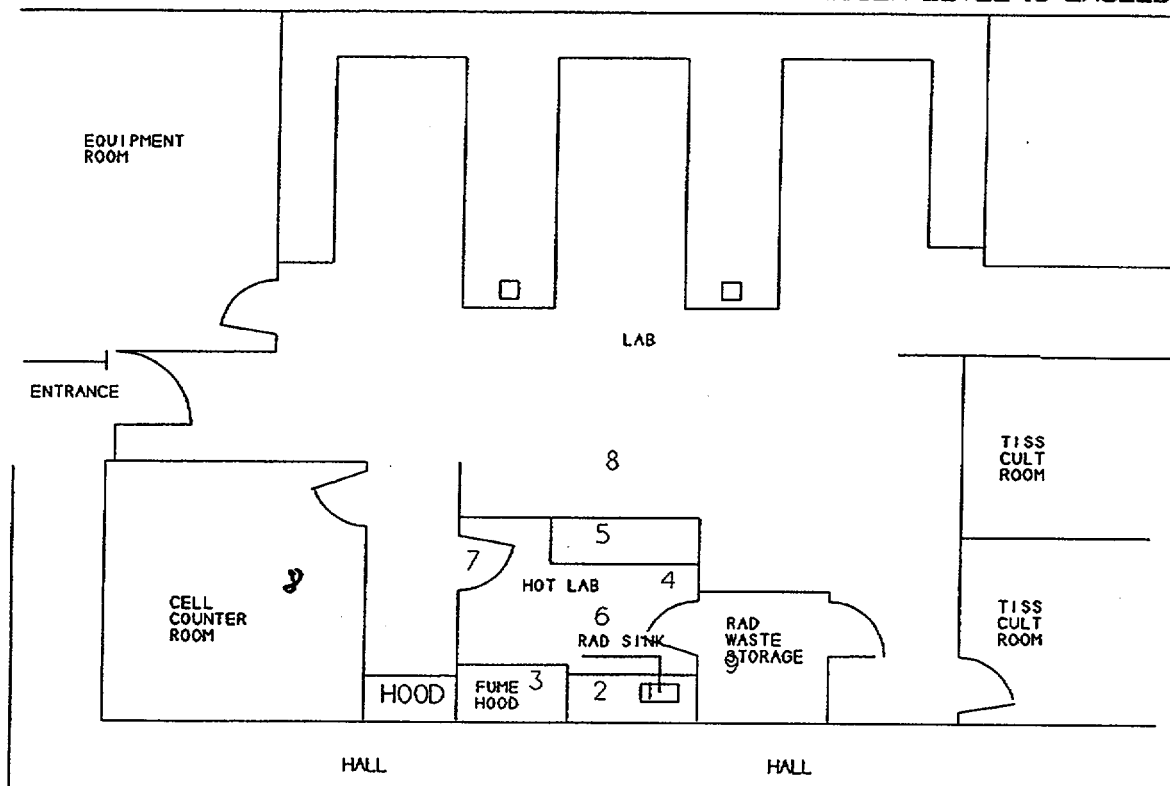 EQUIPMENT
ROOM
LAB
ENTRANCE
TISS
CULT
ROOM
8
5
7
4
HOT LAB
CELL
COUNTER
ROOM
6
RAD SINK
RAD
WASTE
STORAGE
9
TISS
CULT
ROOM
HOOD
FUME
HOOD
3
2
HALL
HALL